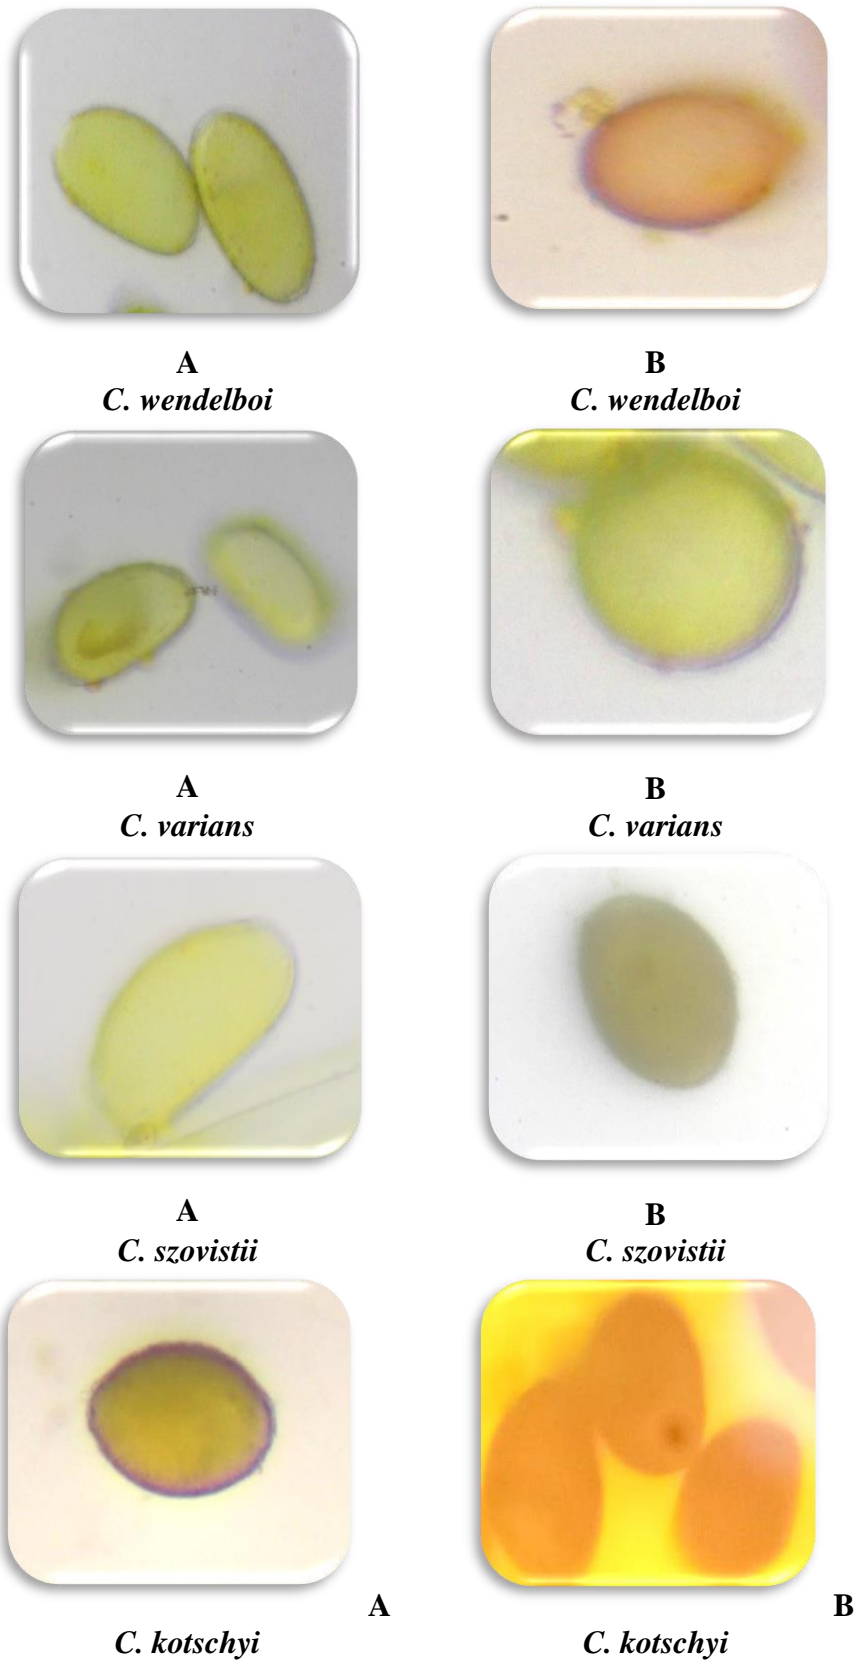 A B
C. wendelboi C. wendelboi
A B
C. varians C. varians
A B
C. szovistii C. szovistii
A B
C. kotschyi C. kotschyi